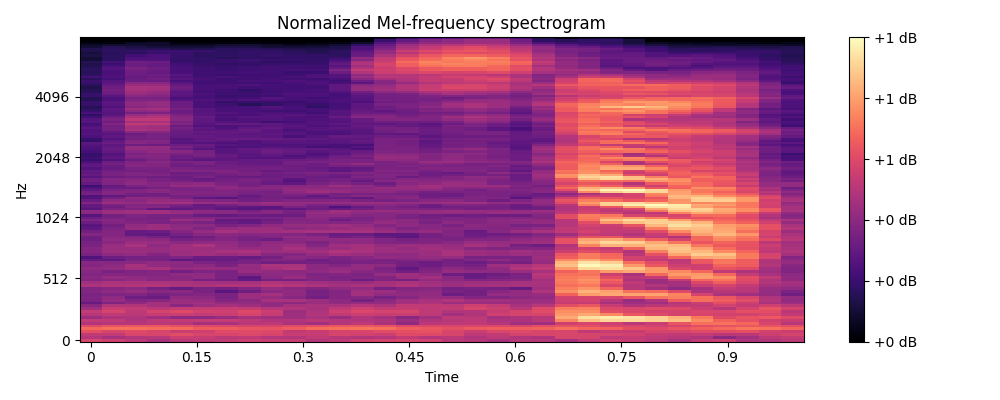 Normalized Mel-frequency spectrogram
Hz
4096
2048
1024
512
0
0 0.15 0.3 0.45 0.6 0.75 0.9
Time
+1 dB
+1 dB
+1 dB
+0 dB
+0 dB
+0 dB